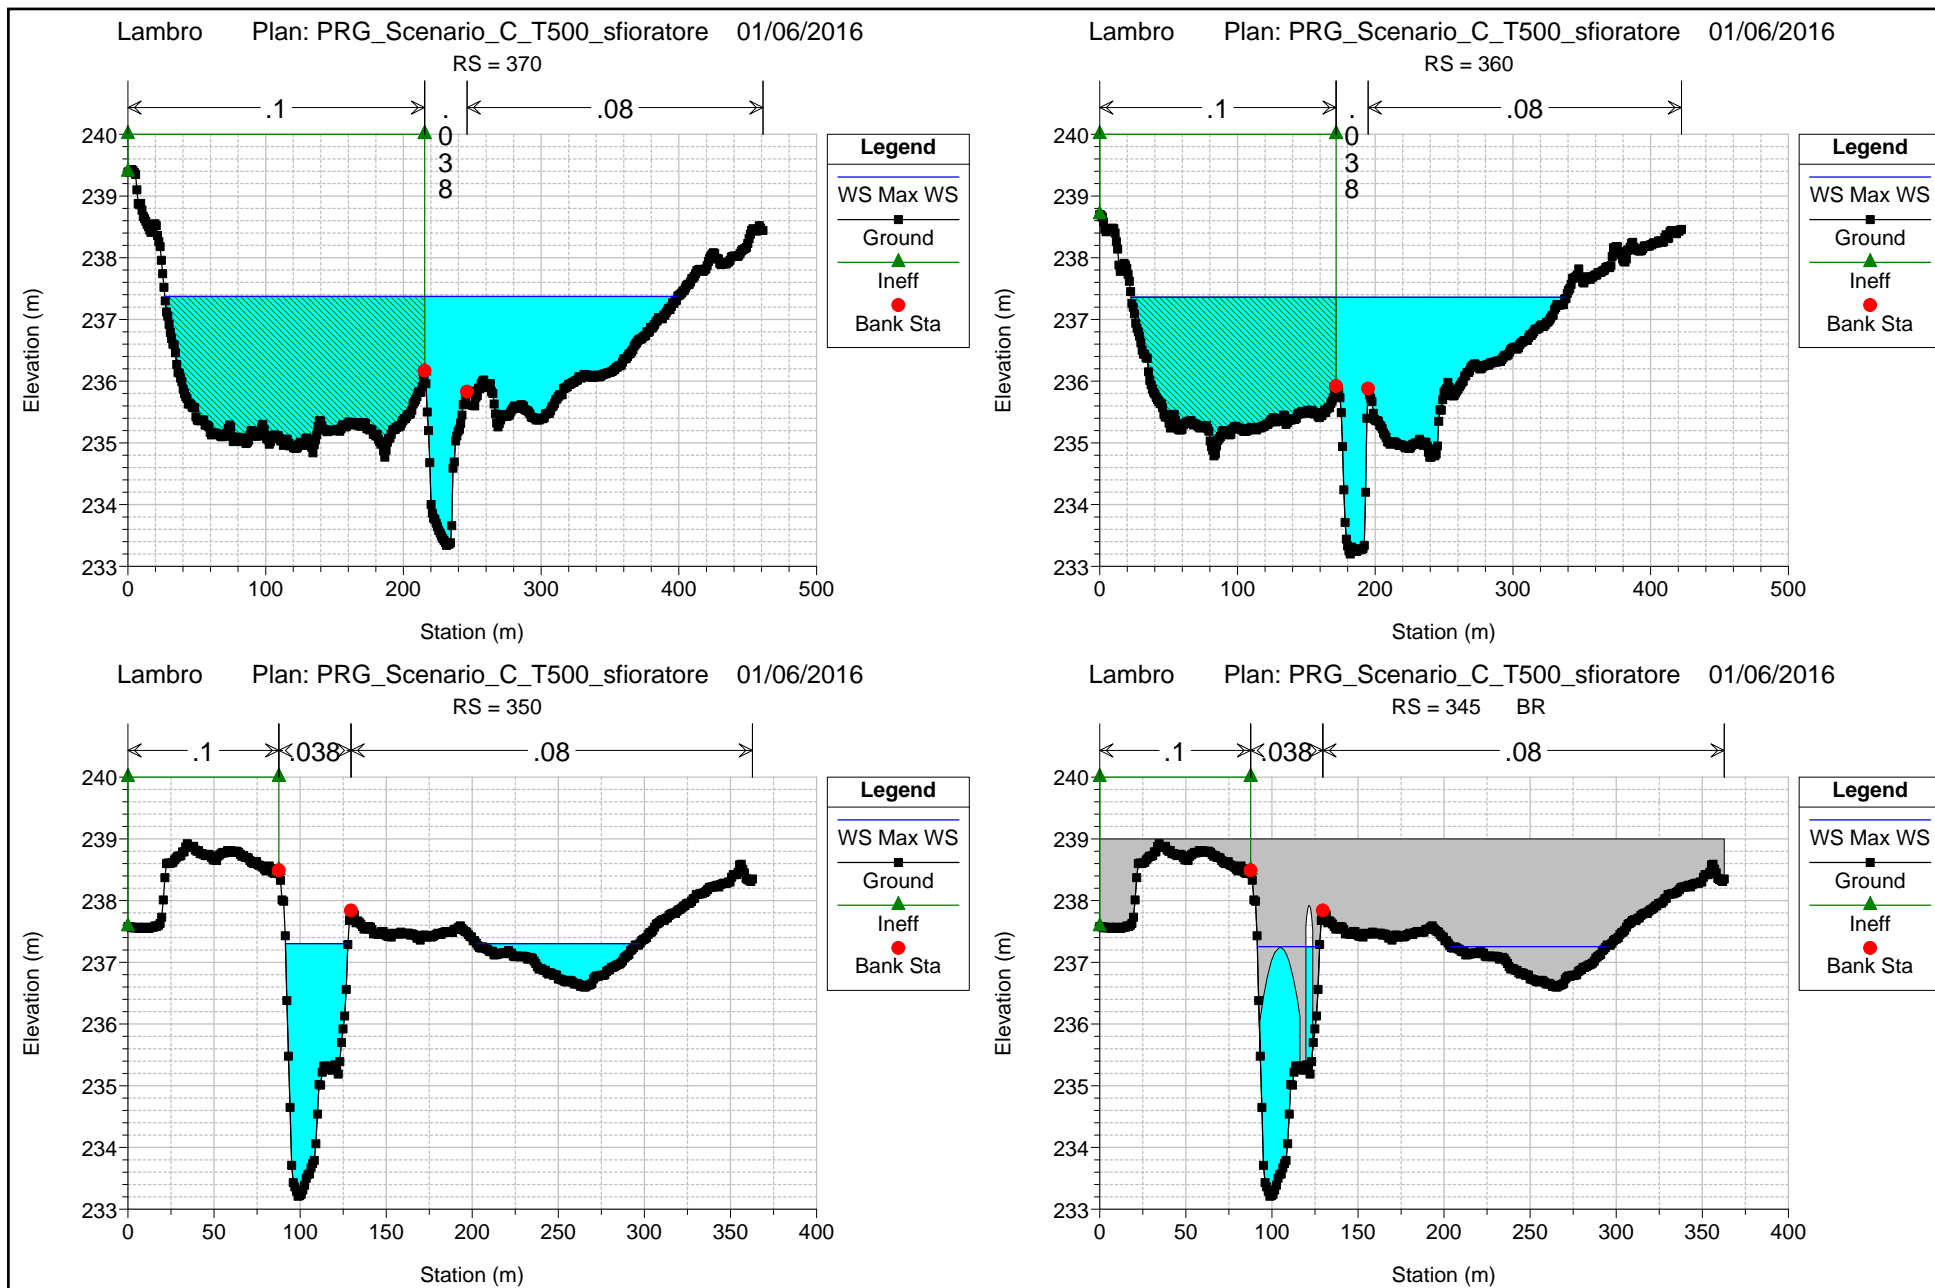 Lambro Plan: PRG_Scenario_C_T500_sfioratore 01/06/2016
RS = 370
.1 .038 .08
240
239
238
237
236
235
234
233
0 100 200 300 400 500
Elevation (m)
Station (m)
Legend
WS Max WS
Ground
Ineff
Bank Sta
Lambro Plan: PRG_Scenario_C_T500_sfioratore 01/06/2016
RS = 360
.1 .038 .08
240
239
238
237
236
235
234
233
0 100 200 300 400 500
Elevation (m)
Station (m)
Legend
WS Max WS
Ground
Ineff
Bank Sta
Lambro Plan: PRG_Scenario_C_T500_sfioratore 01/06/2016
RS = 350
.1 .038 .08
240
239
238
237
236
235
234
233
0 50 100 150 200 250 300 350 400
Elevation (m)
Station (m)
Legend
WS Max WS
Ground
Ineff
Bank Sta
Lambro Plan: PRG_Scenario_C_T500_sfioratore 01/06/2016
RS = 345 BR
.1 .038 .08
240
239
238
237
236
235
234
233
0 50 100 150 200 250 300 350 400
Elevation (m)
Station (m)
Legend
WS Max WS
Ground
Ineff
Bank Sta